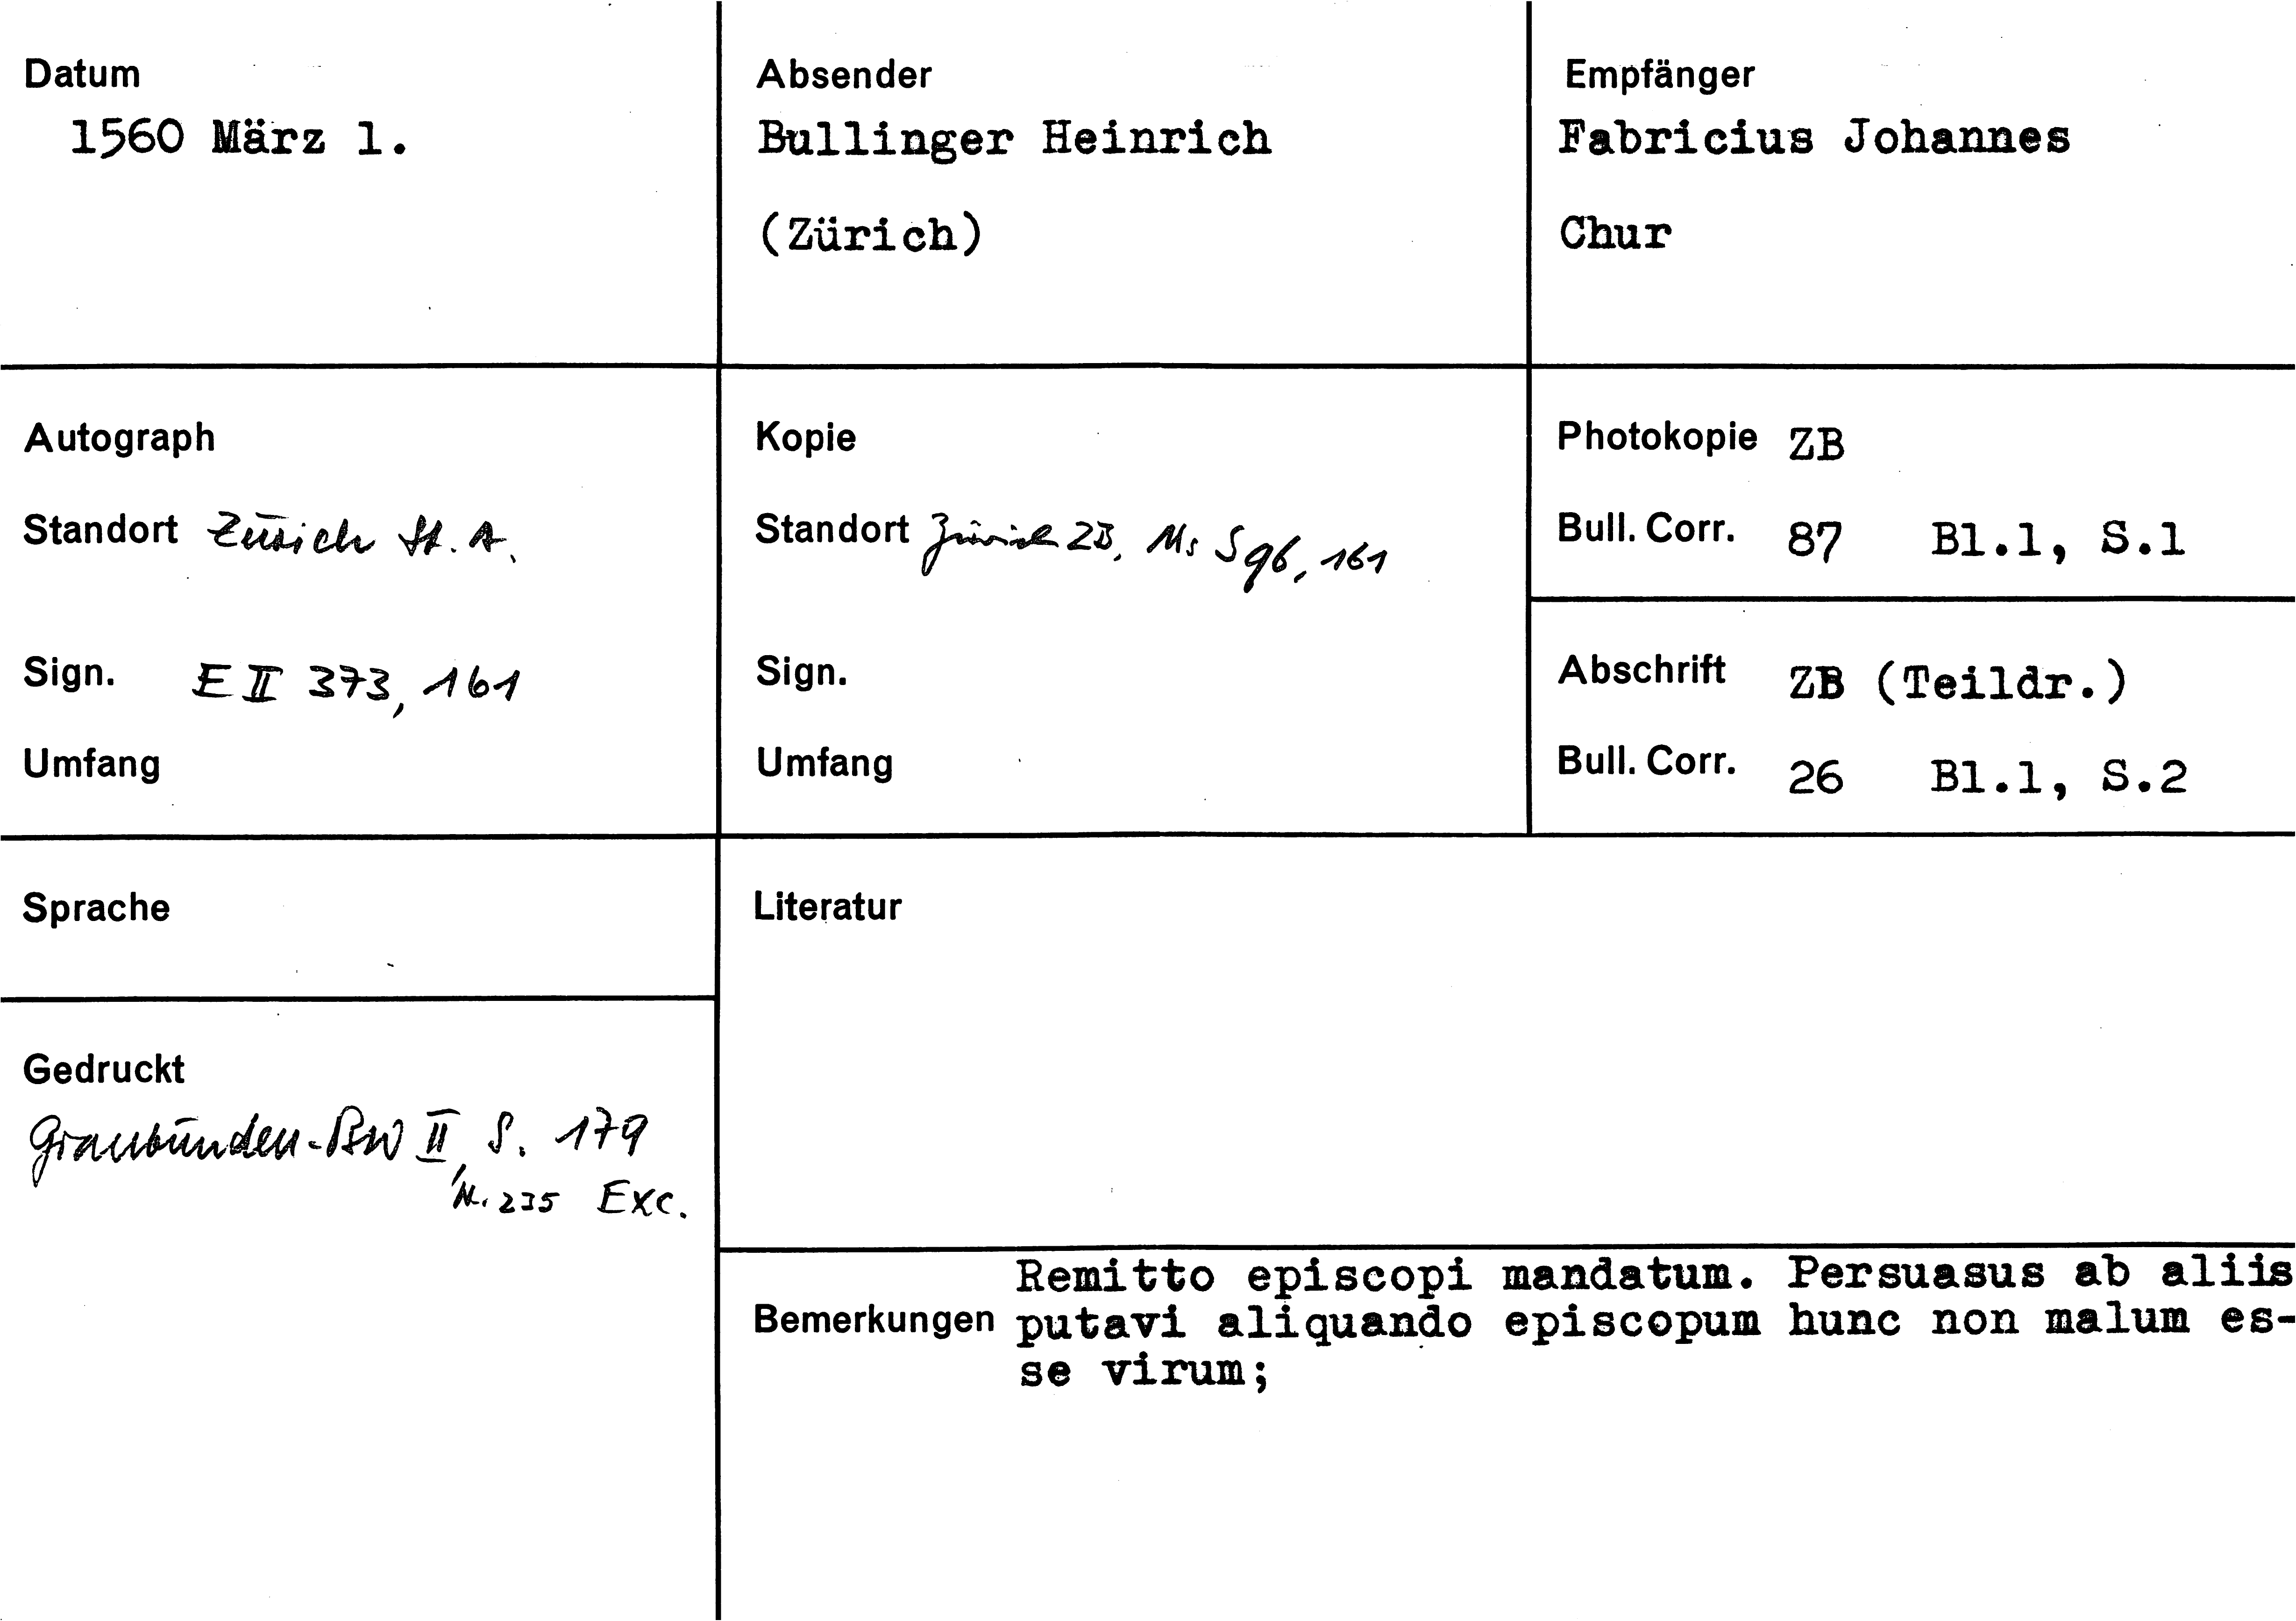 Datum
1560 März 1.
Absender
Bullinger Heinrich
(Zürich)
Empfänger
Fabricius Johannes
Chur
Autograph
Standort Zürich St. A.
Sign. E II 373, 161
Umfang
Kopie
Standort Zürich ZB, Ms S 96, 161
Sign.
Umfang
Photokopie ZB
Bull. Corr. 87 Bl.1, S.1
Abschrift ZB (Teildr.)
Bull. Corr. 26 Bl.1, S.2
Sprache
Gedruckt
Graubünden-BW II, S. 179
N. 235 Exc.
Literatur
Bemerkungen
Remitto episcopi mandatum. Persuasus ab aliis
putavi aliquando episcopum hunc non malum es-
se virum;